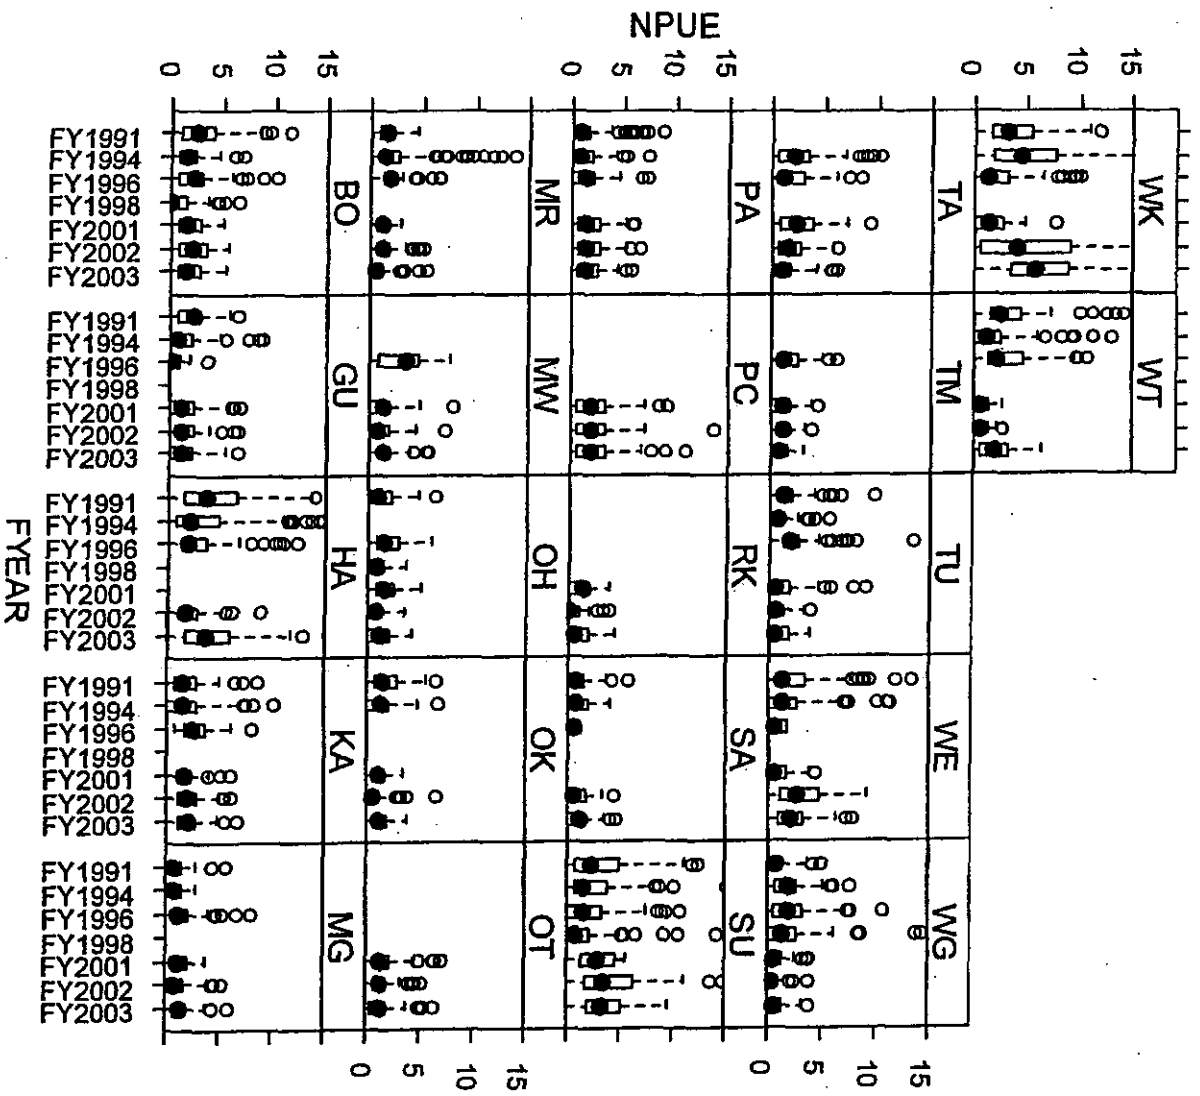 NPUE
0 5 10 15
0 5 10 15
0 5 10 15
WK
WT
TA
TM
TU
WE
WG
PA
PC
RK
SA
SU
MR
MW
OH
OK
OT
BO
GU
HA
KA
MG
FY1991
FY1994
FY1996
FY1998
FY2001
FY2002
FY2003
FY1991
FY1994
FY1996
FY1998
FY2001
FY2002
FY2003
FY1991
FY1994
FY1996
FY1998
FY2001
FY2002
FY2003
FY1991
FY1994
FY1996
FY1998
FY2001
FY2002
FY2003
FY1991
FY1994
FY1996
FY1998
FY2001
FY2002
FY2003
0 5 10 15
0 5 10 15
FYEAR